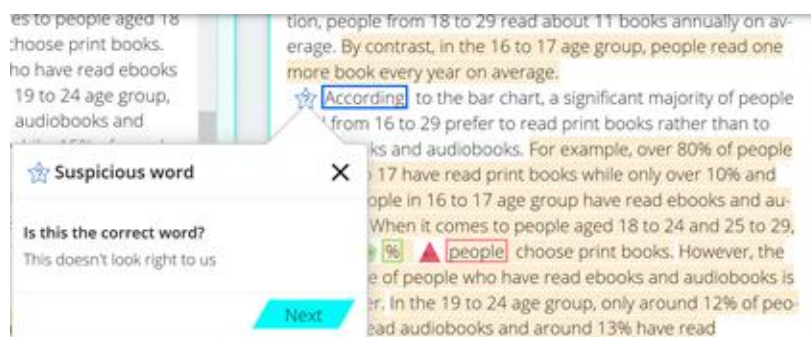 es to people aged 18
choose print books.
ho have read ebooks
19 to 24 age group,
audiobooks and
tion, people from 18 to 29 read about 11 books annually on av-
erage. By contrast, in the 16 to 17 age group, people read one
more book every year on average.
According to the bar chart, a significant majority of people
from 16 to 29 prefer to read print books rather than to
ks and audiobooks. For example, over 80% of people
17 have read print books while only over 10% and
ople in 16 to 17 age group have read ebooks and au-
When it comes to people aged 18 to 24 and 25 to 29,
% people choose print books. However, the
e of people who have read ebooks and audiobooks is
r. In the 19 to 24 age group, only around 12% of peo-
ead audiobooks and around 13% have read
Suspicious word
Is this the correct word?
This doesn't look right to us
Next